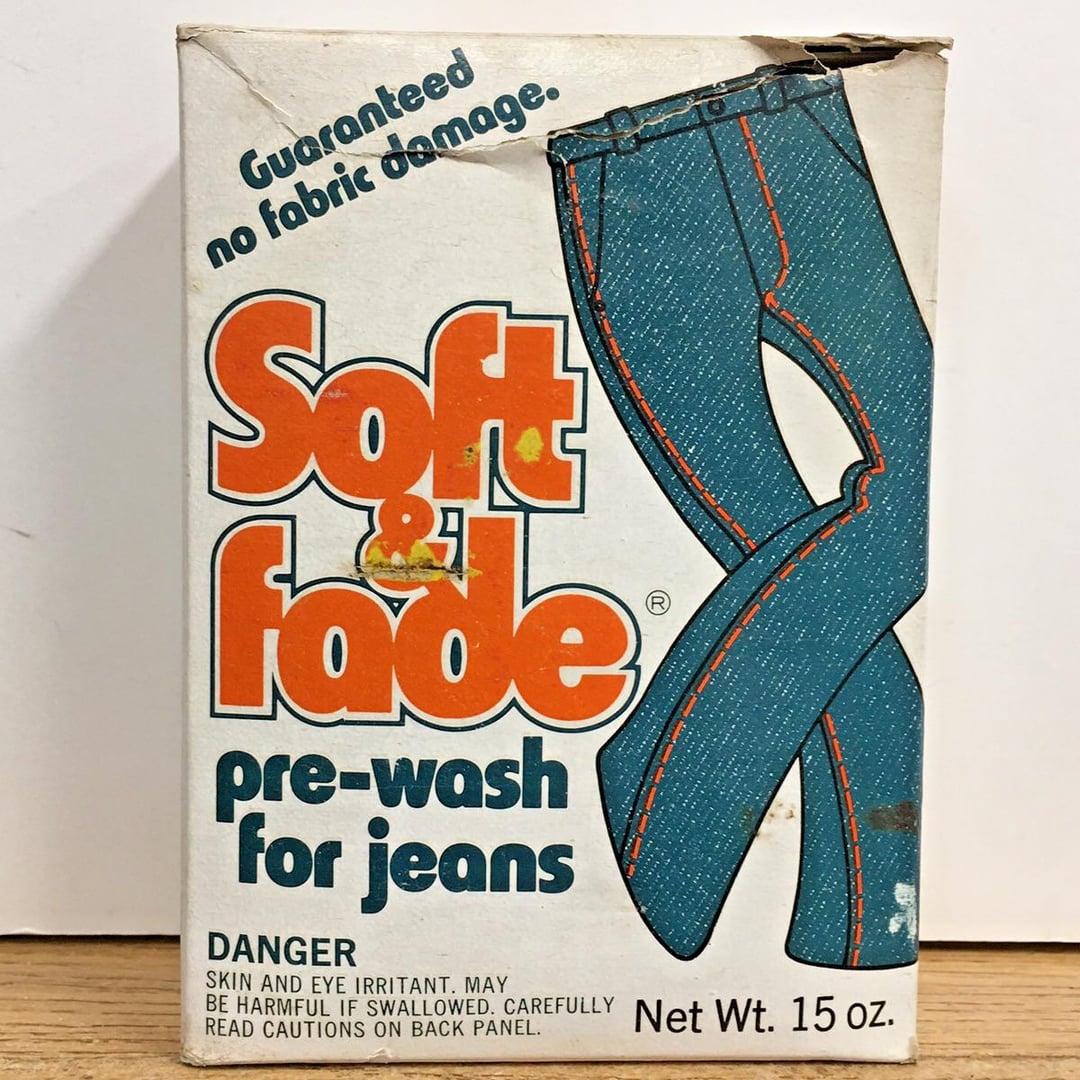 Guaranteed
no fabric damage.
Soft
&
fade®
pre-wash
for jeans
DANGER
SKIN AND EYE IRRITANT. MAY
BE HARMFUL IF SWALLOWED. CAREFULLY
READ CAUTIONS ON BACK PANEL.
Net Wt. 15 oz.